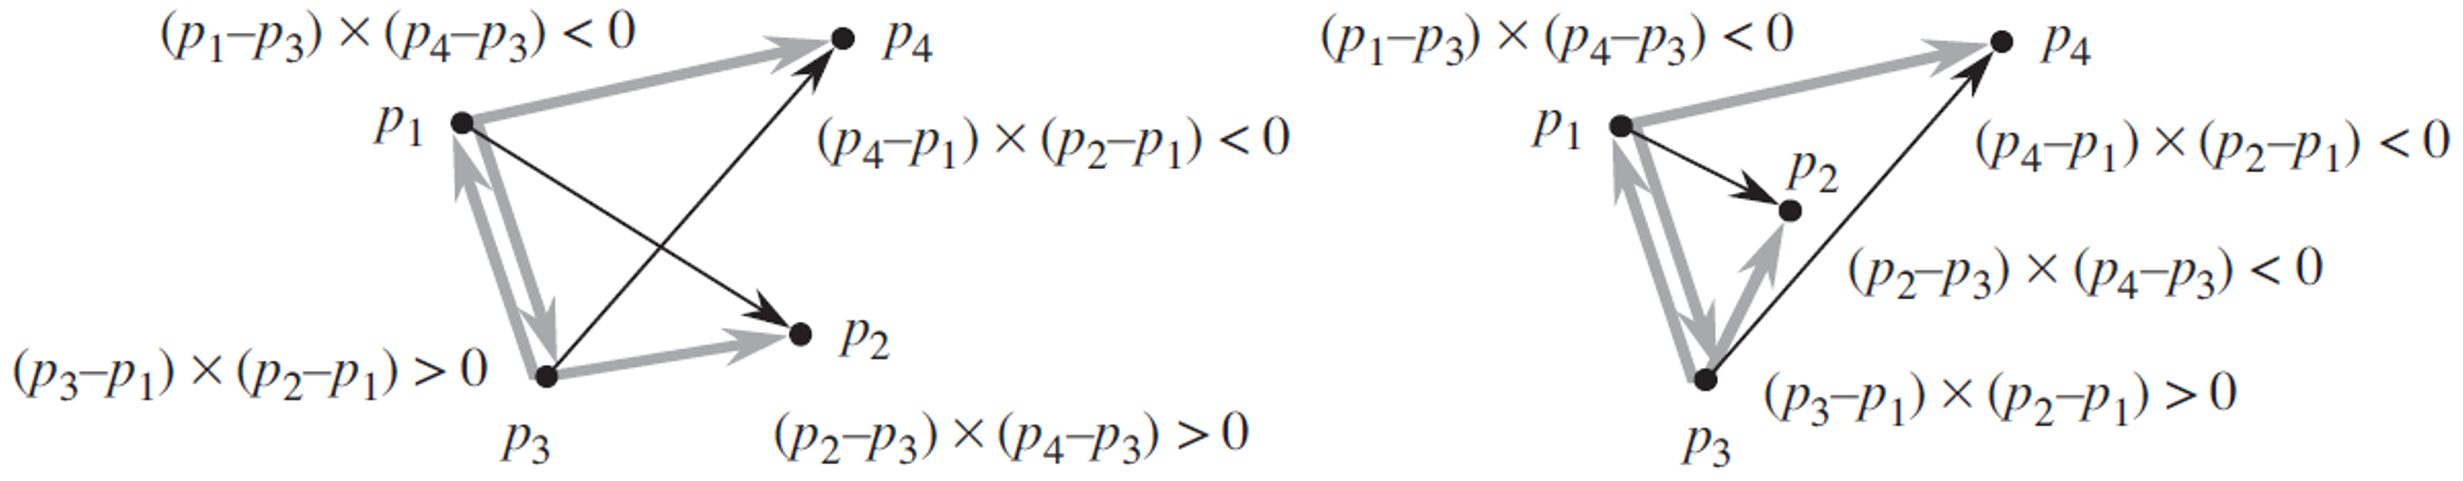 (p₁–p₃) × (p₄–p₃) < 0
p₄
p₁
(p₄–p₁) × (p₂–p₁) < 0
p₂
(p₃–p₁) × (p₂–p₁) > 0
p₃
(p₂–p₃) × (p₄–p₃) > 0
(p₁–p₃) × (p₄–p₃) < 0
p₄
p₁
(p₄–p₁) × (p₂–p₁) < 0
p₂
(p₂–p₃) × (p₄–p₃) < 0
(p₃–p₁) × (p₂–p₁) > 0
p₃